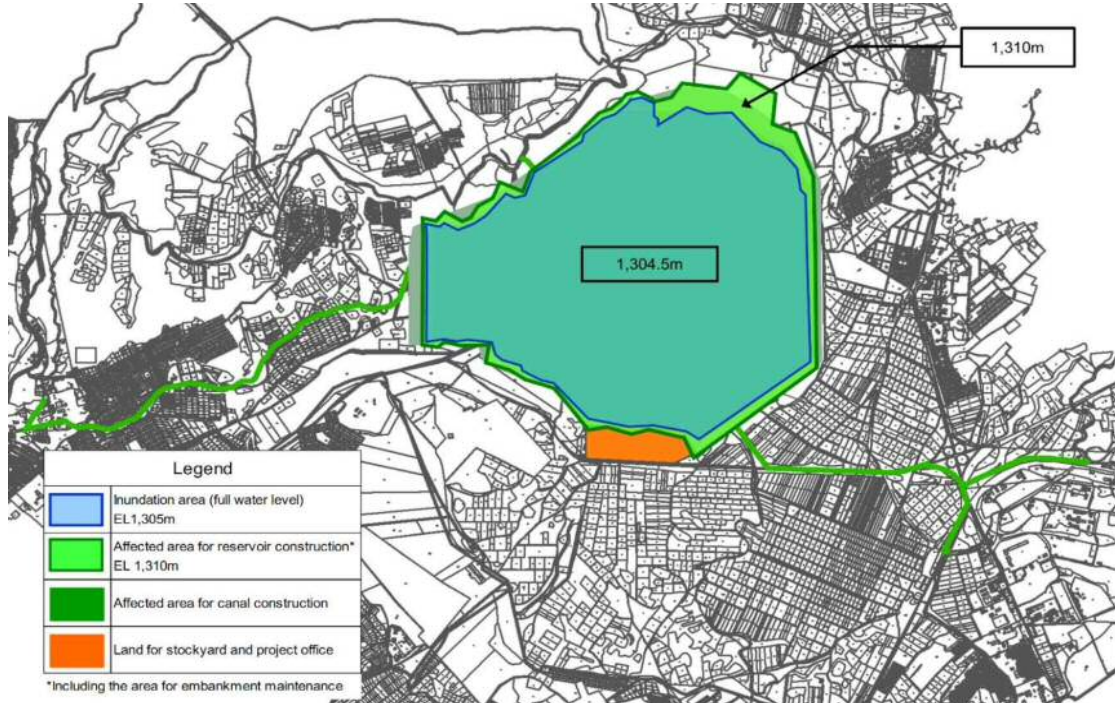 1,310m
1,304.5m
Legend
Inundation area (full water level)
EL1,305m
Affected area for reservoir construction*
EL 1,310m
Affected area for canal construction
Land for stockyard and project office
*Including the area for embankment maintenance